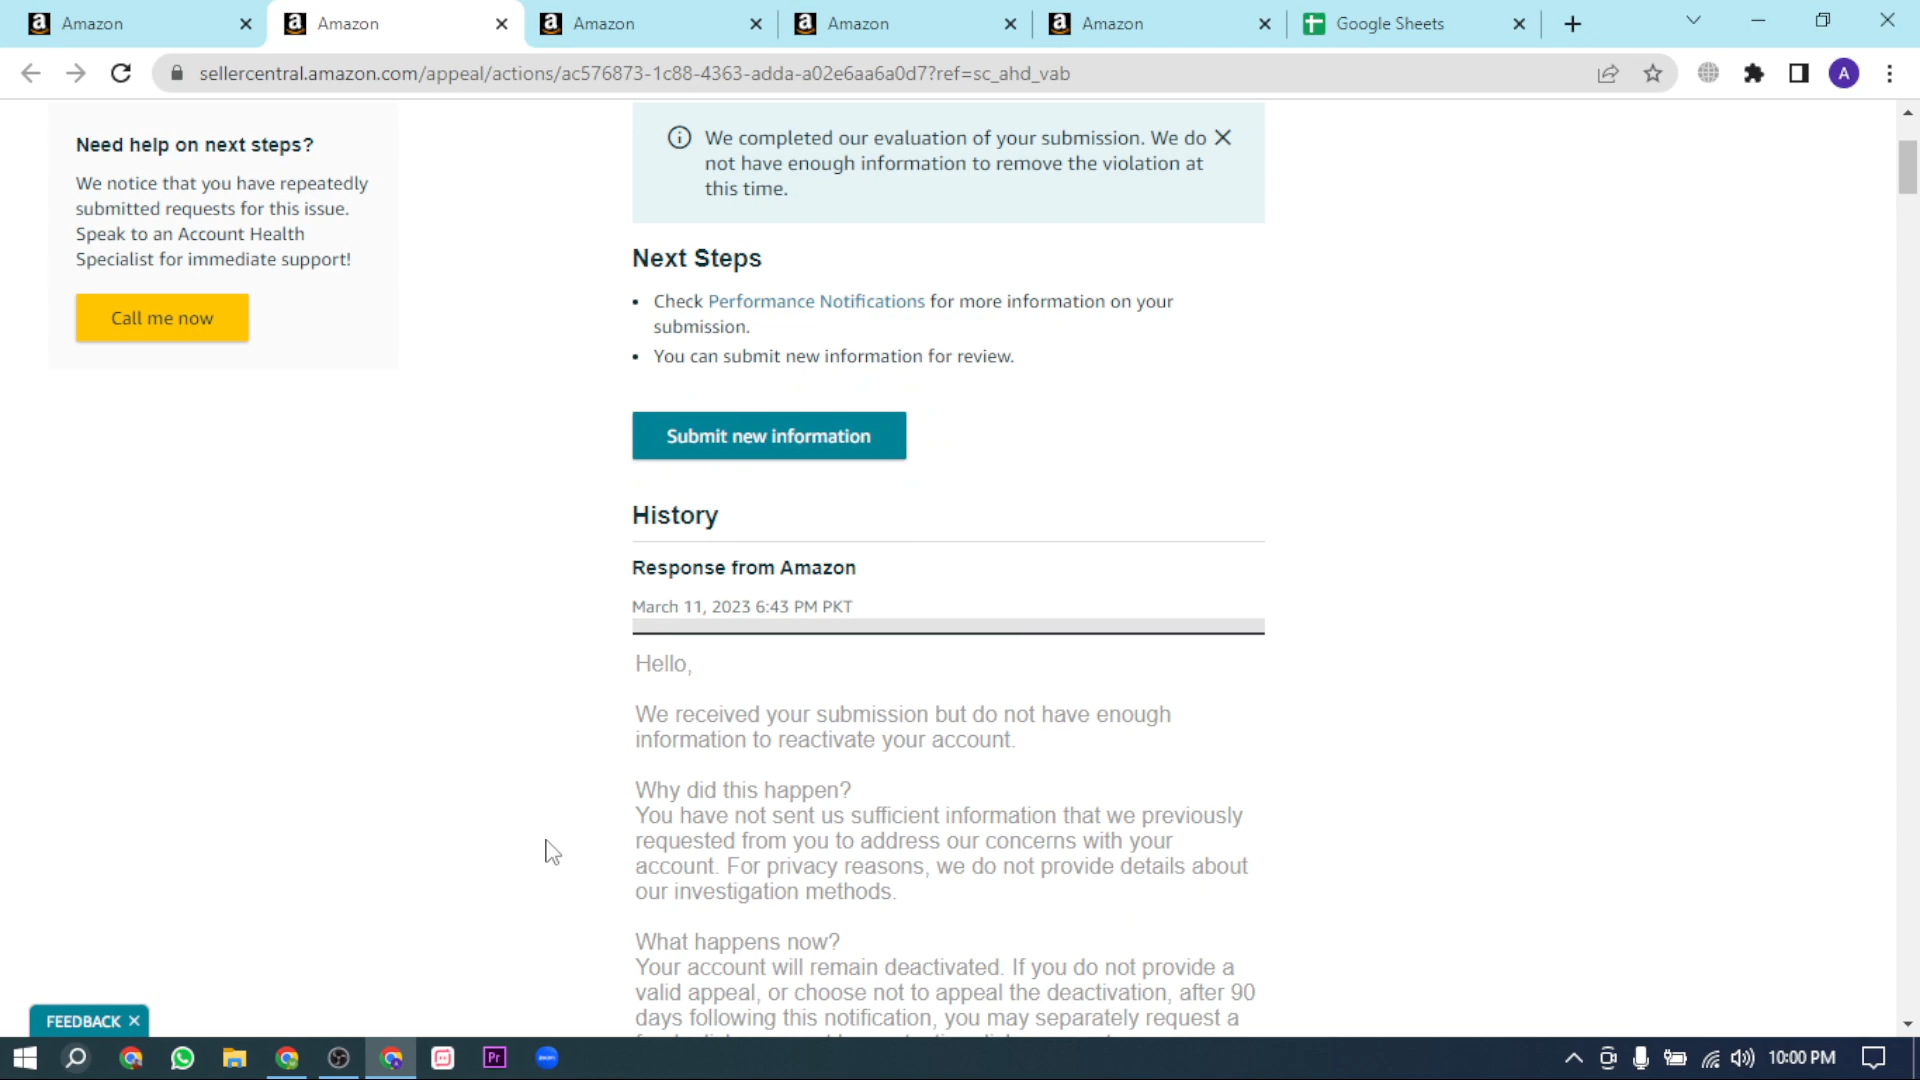 Amazon
Amazon
Amazon
Amazon
Amazon
Google Sheets
sellercentral.amazon.com/appeal/actions/ac576873-1c88-4363-adda-a02e6aa6a0d7?ref=sc_ahd_vab
A
Need help on next steps?
We notice that you have repeatedly
submitted requests for this issue.
Speak to an Account Health
Specialist for immediate support!
Call me now
We completed our evaluation of your submission. We do
not have enough information to remove the violation at
this time.
Next Steps
• Check Performance Notifications for more information on your
submission.
• You can submit new information for review.
Submit new information
History
Response from Amazon
March 11, 2023 6:43 PM PKT
Hello,
We received your submission but do not have enough
information to reactivate your account.
Why did this happen?
You have not sent us sufficient information that we previously
requested from you to address our concerns with your
account. For privacy reasons, we do not provide details about
our investigation methods.
What happens now?
Your account will remain deactivated. If you do not provide a
valid appeal, or choose not to appeal the deactivation, after 90
days following this notification, you may separately request a
FEEDBACK
Pr
10:00 PM